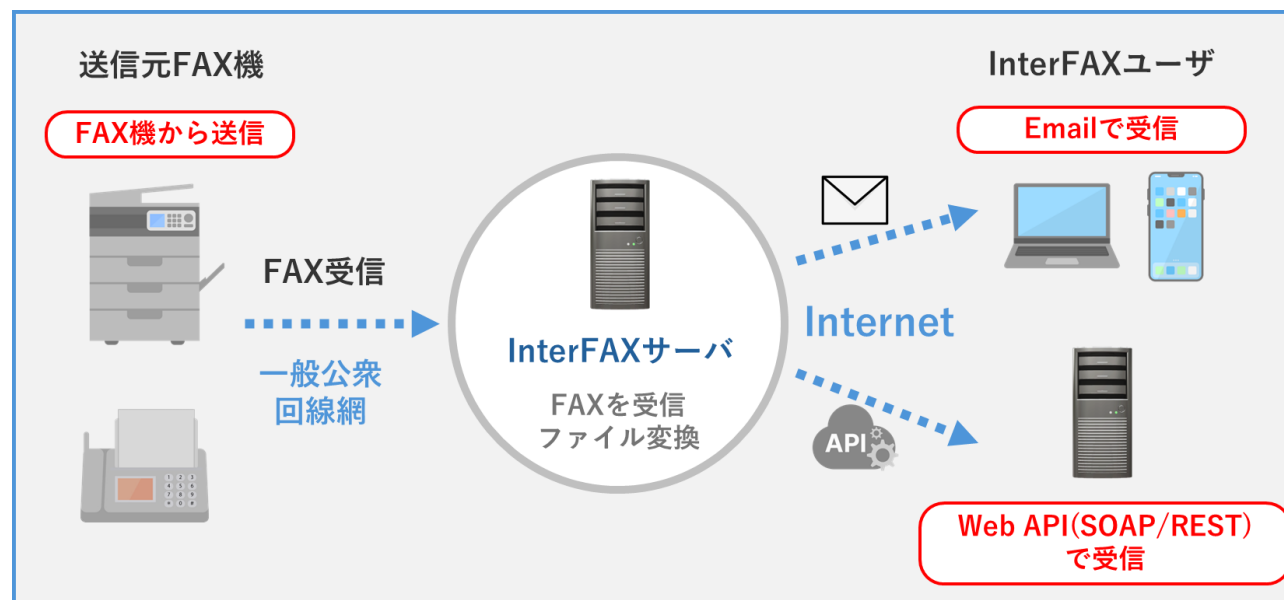 送信元FAX機
FAX機から送信
FAX受信
一般公衆
回線網
InterFAXサーバ
FAXを受信
ファイル変換
Internet
API
InterFAXユーザ
Emailで受信
Web API(SOAP/REST)
で受信